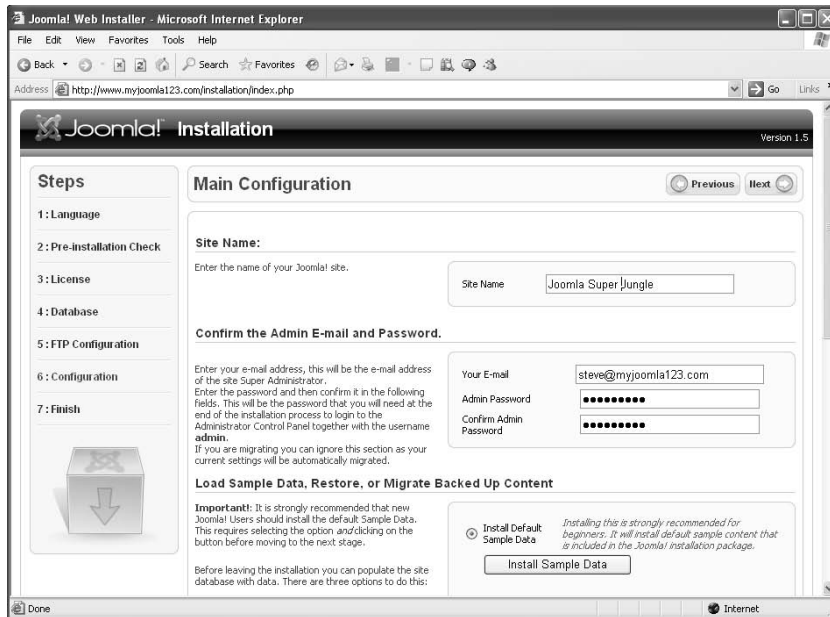 Joomla! Web Installer - Microsoft Internet Explorer
File Edit View Favorites Tools Help
Back Search Favorites
Address http://www.myjoomla123.com/installation/index.php Go Links
Joomla! Installation
Version 1.5
Steps
1 : Language
2 : Pre-installation Check
3 : License
4 : Database
5 : FTP Configuration
6 : Configuration
7 : Finish
Main Configuration
Previous Next
Site Name:
Enter the name of your Joomla! site.
Site Name Joomla Super Jungle
Confirm the Admin E-mail and Password.
Enter your e-mail address, this will be the e-mail address
of the site Super Administrator.
Enter the password and then confirm it in the following
fields. This will be the password that you will need at the
end of the installation process to login to the
Administrator Control Panel together with the username
admin.
If you are migrating you can ignore this section as your
current settings will be automatically migrated.
Your E-mail steve@myjoomla123.com
Admin Password •••••••••
Confirm Admin
Password •••••••••
Load Sample Data, Restore, or Migrate Backed Up Content
Important!: It is strongly recommended that new
Joomla! Users should install the default Sample Data.
This requires selecting the option and clicking on the
button before moving to the next stage.
Before leaving the installation you can populate the site
database with data. There are three options to do this:
Install Default
Sample Data
Installing this is strongly recommended for
beginners. It will install default sample content that
is included in the Joomla! installation package.
Install Sample Data
Done Internet